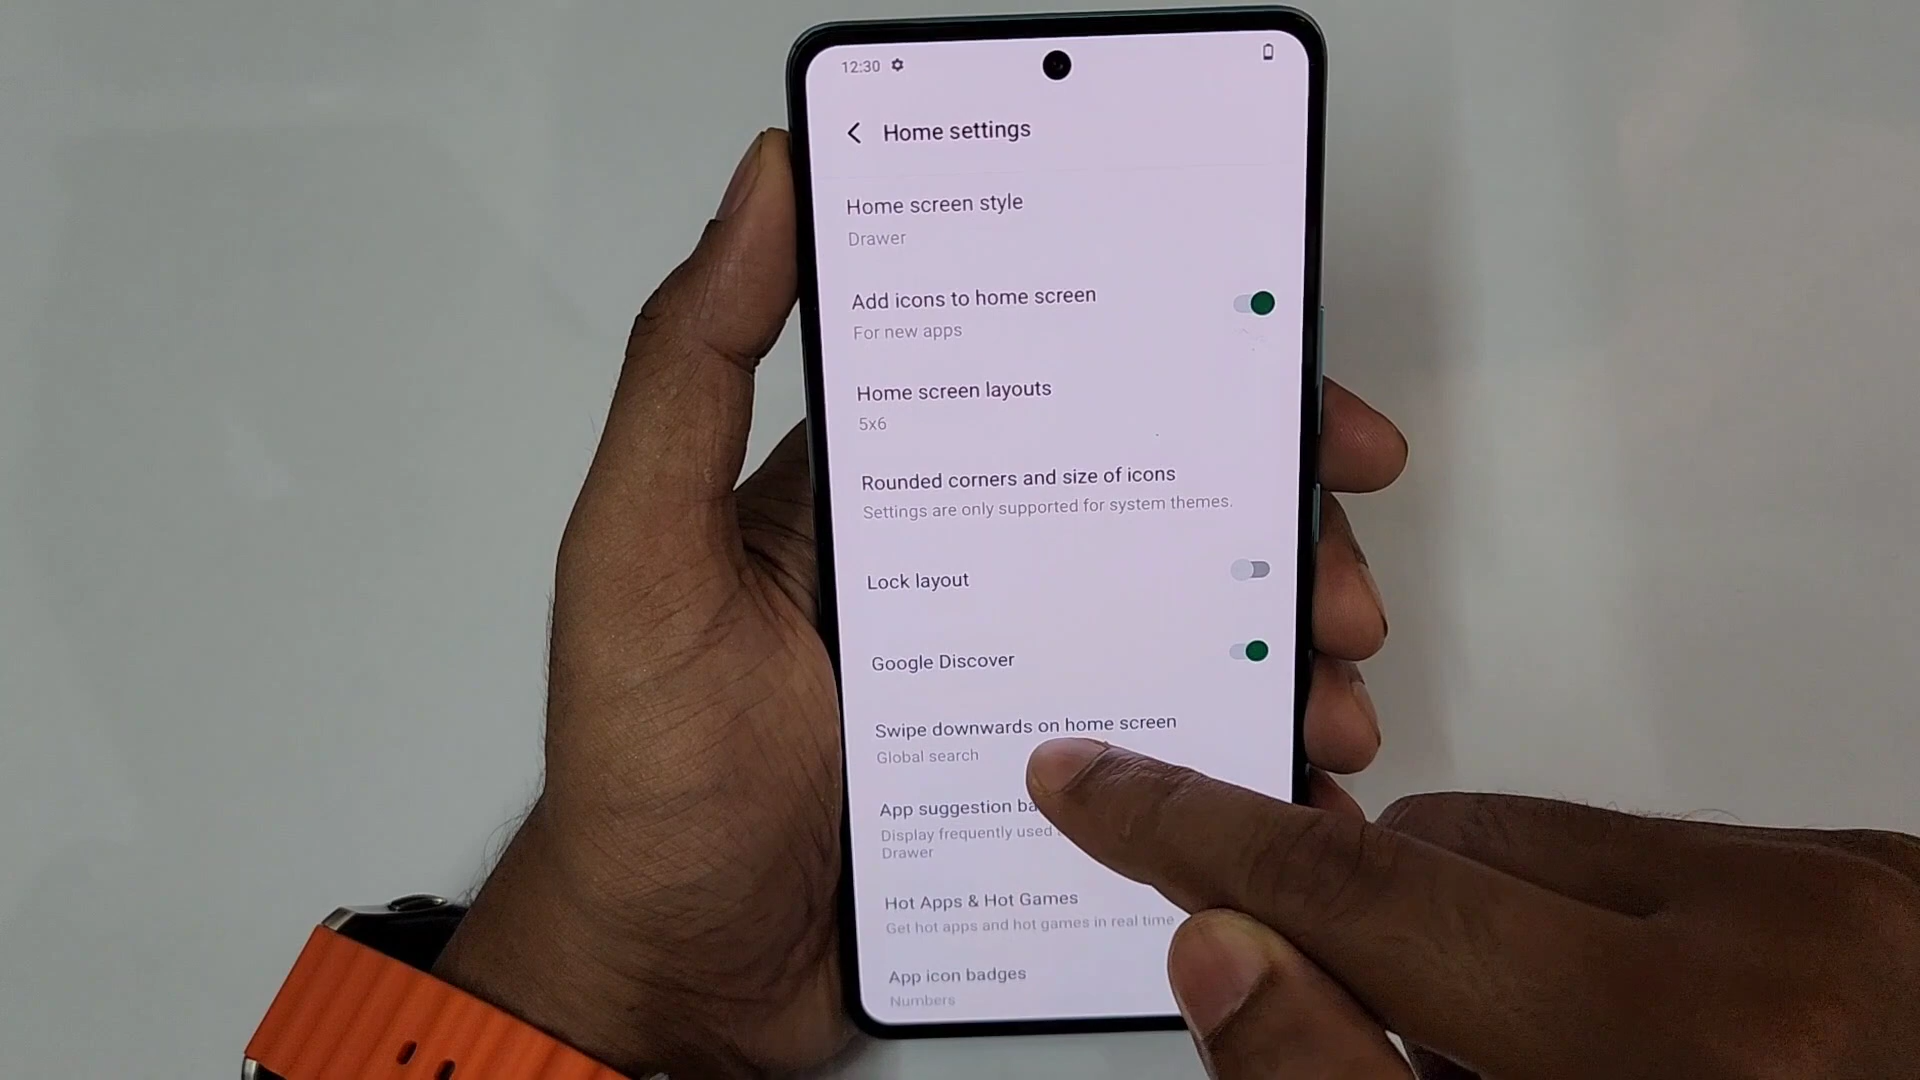 12:30
Home settings
Home screen style
Drawer
Add icons to home screen
For new apps
Home screen layouts
5x6
Rounded corners and size of icons
Settings are only supported for system themes.
Lock layout
Google Discover
Swipe downwards on home screen
Global search
App suggestion
Display frequently used
Drawer
Hot Apps & Hot Games
Get hot apps and hot games in real time
App icon badges
Numbers